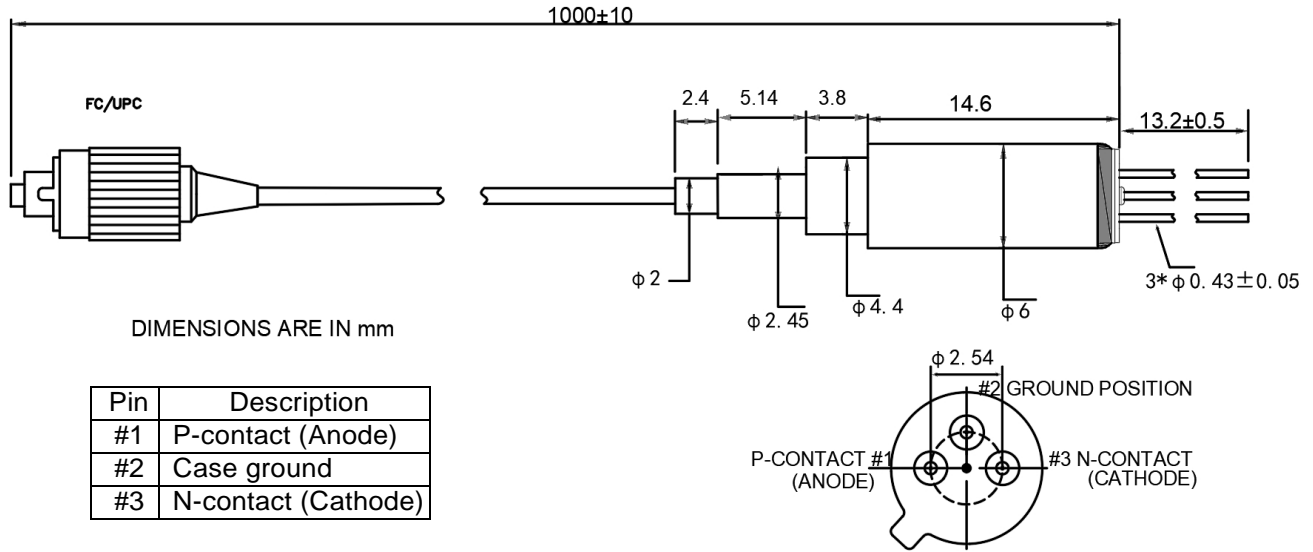 1000±10
FC/UPC
2.4 5.14 3.8 14.6 13.2±0.5
φ2
φ2.45
φ4.4
φ6
3*φ0.43±0.05
DIMENSIONS ARE IN mm
Pin Description
#1 P-contact (Anode)
#2 Case ground
#3 N-contact (Cathode)
φ2.54
#2 GROUND POSITION
P-CONTACT #1
(ANODE)
#3 N-CONTACT
(CATHODE)